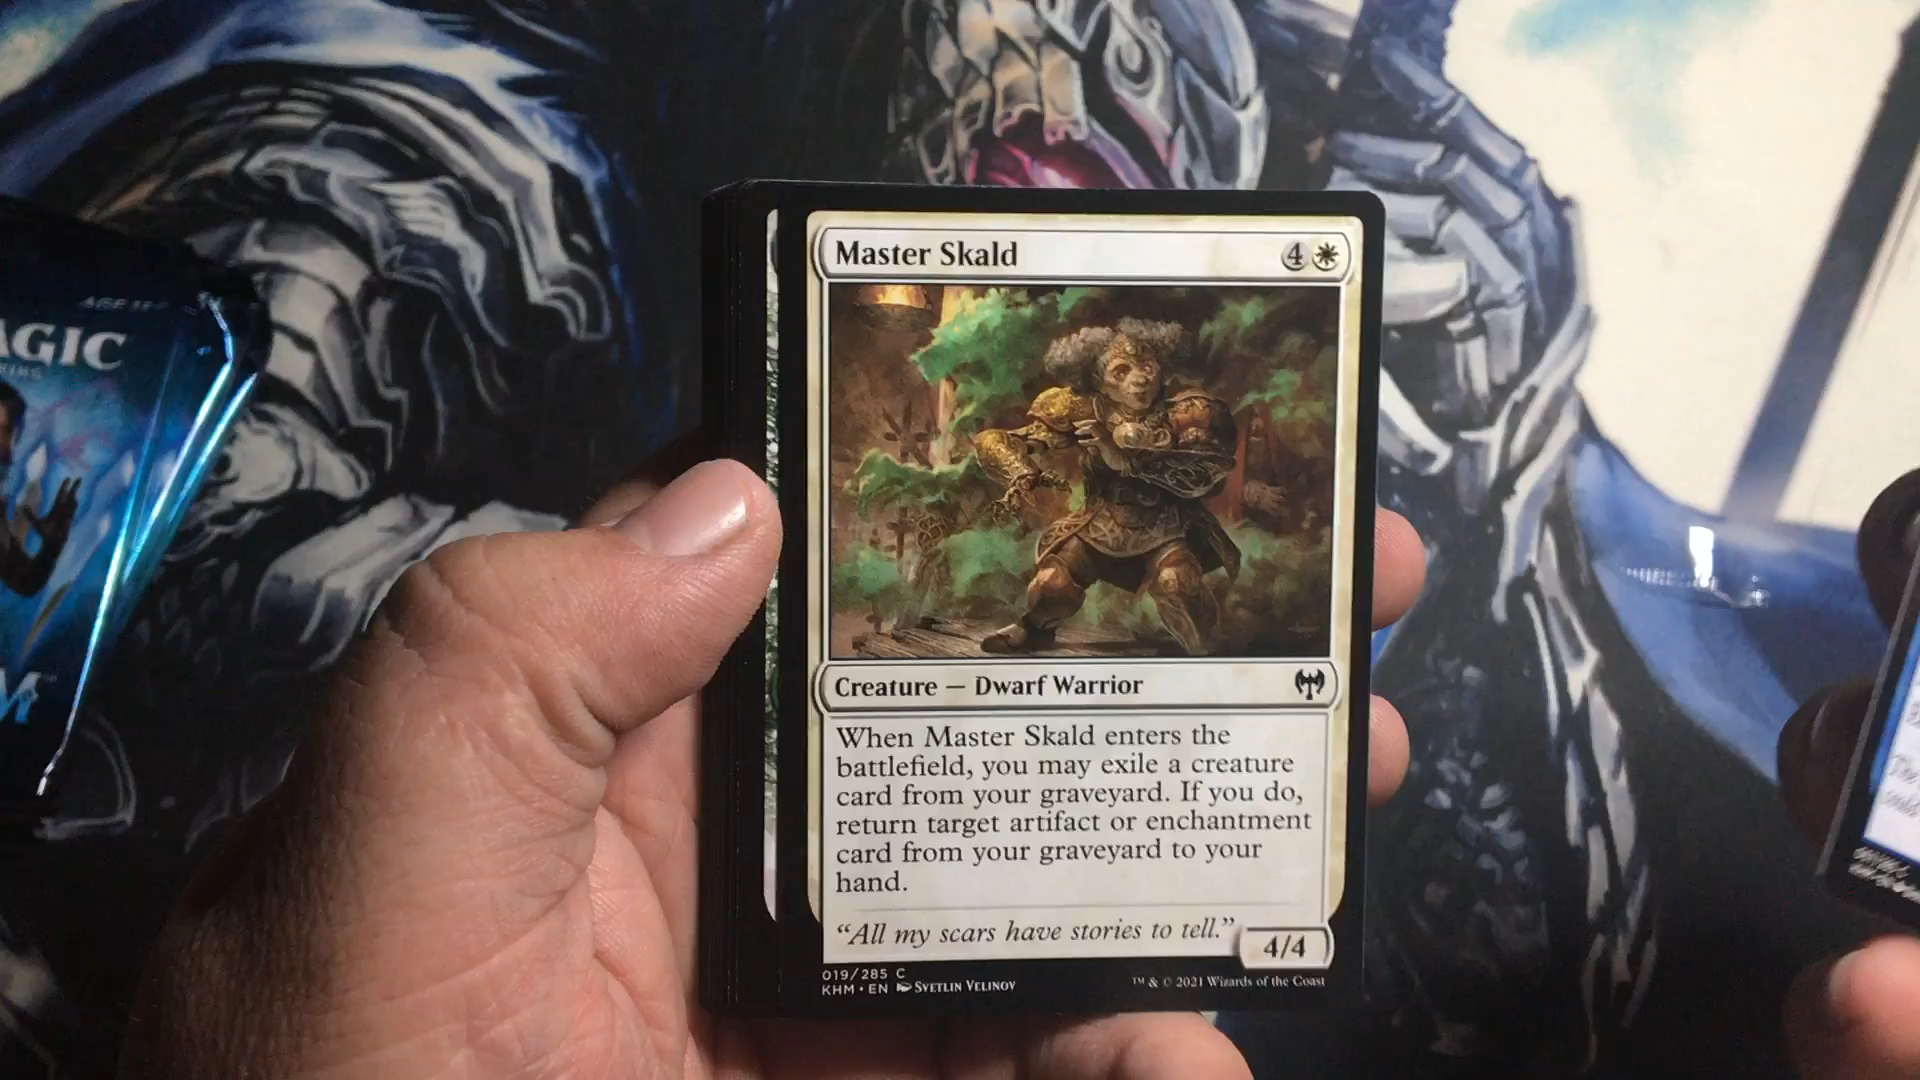 Master Skald 4
Creature — Dwarf Warrior
When Master Skald enters the
battlefield, you may exile a creature
card from your graveyard. If you do,
return target artifact or enchantment
card from your graveyard to your
hand.
“All my scars have stories to tell.”
4/4
019/285 C
KHM • EN SVETLIN VELINOV
™ & © 2021 Wizards of the Coast
AGIC